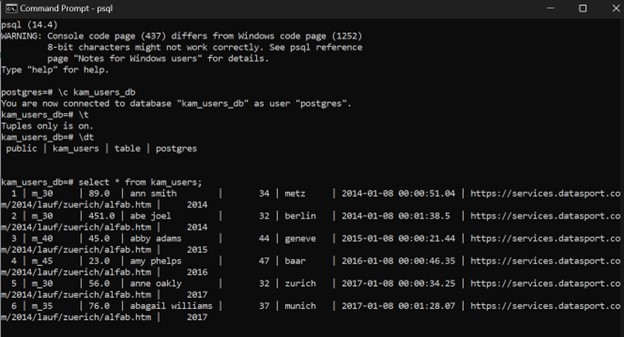 Command Prompt - psql
psql (14.4)
WARNING: Console code page (437) differs from Windows code page (1252)
8-bit characters might not work correctly. See psql reference
page "Notes for Windows users" for details.
Type "help" for help.
postgres=# \c kam_users_db
You are now connected to database "kam_users_db" as user "postgres".
kam_users_db=# \t
Tuples only is on.
kam_users_db=# \dt
public | kam_users | table | postgres
kam_users_db=# select * from kam_users;
1 | m_30 | 89.0 | ann smith | 34 | metz | 2014-01-08 00:00:51.04 | https://services.datasport.co
m/2014/lauf/zuerich/alfab.htm | 2014
2 | m_30 | 451.0 | abe joel | 32 | berlin | 2014-01-08 00:01:38.5 | https://services.datasport.co
m/2014/lauf/zuerich/alfab.htm | 2014
3 | m_40 | 45.0 | abby adams | 44 | geneve | 2015-01-08 00:00:21.44 | https://services.datasport.co
m/2014/lauf/zuerich/alfab.htm | 2015
4 | m_45 | 23.0 | amy phelps | 47 | baar | 2016-01-08 00:00:46.35 | https://services.datasport.co
m/2014/lauf/zuerich/alfab.htm | 2016
5 | m_30 | 56.0 | anne oakly | 32 | zurich | 2017-01-08 00:00:34.25 | https://services.datasport.co
m/2014/lauf/zuerich/alfab.htm | 2017
6 | m_35 | 76.0 | abagail williams | 37 | munich | 2017-01-08 00:01:28.07 | https://services.datasport.co
m/2014/lauf/zuerich/alfab.htm | 2017